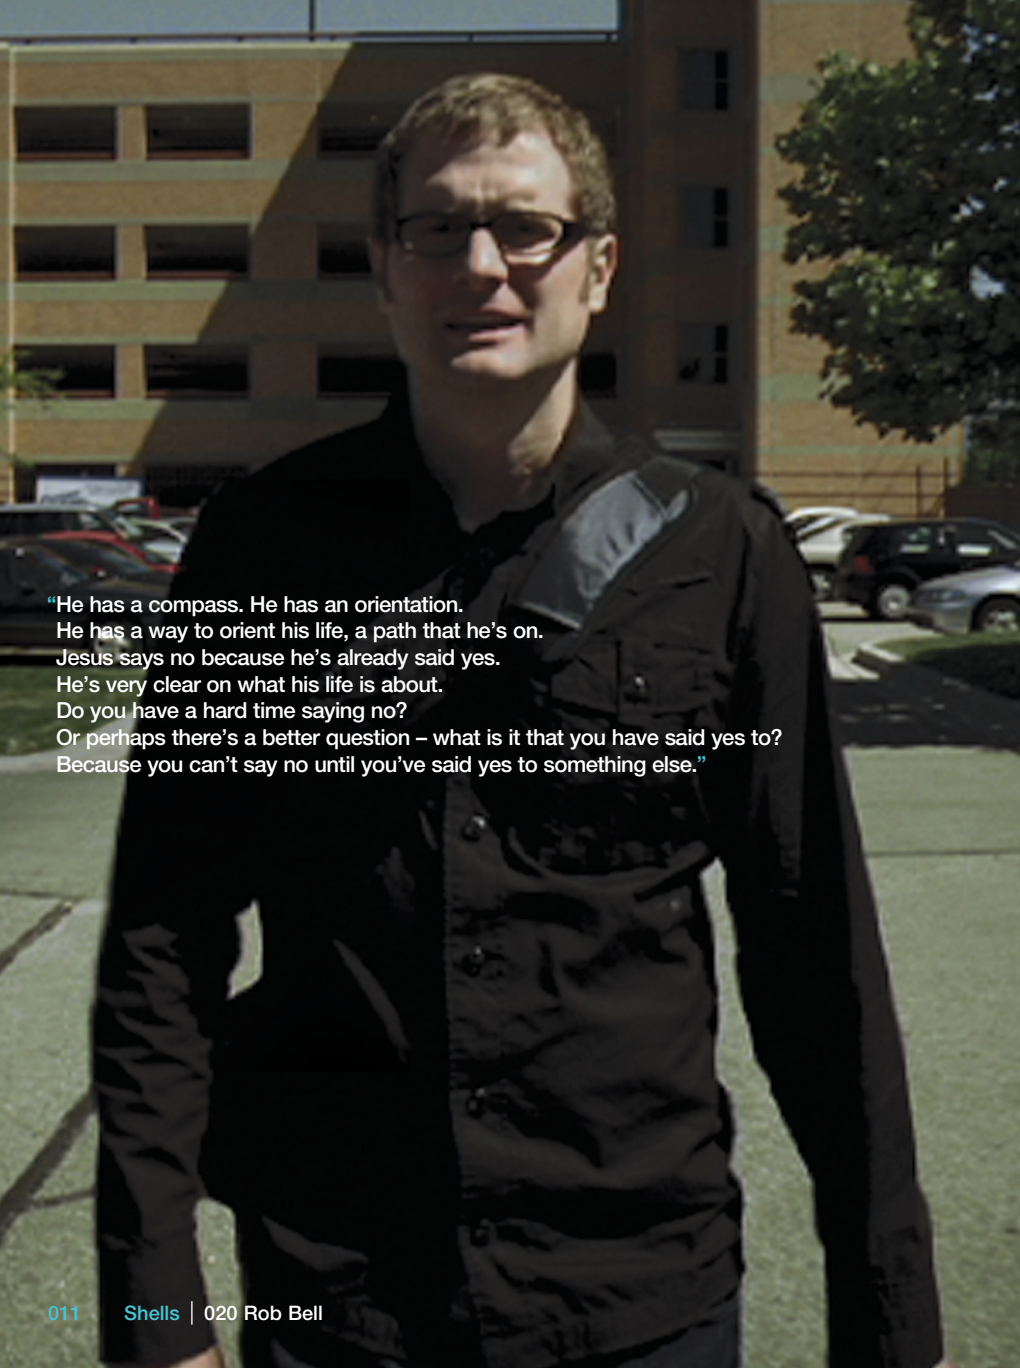 “He has a compass. He has an orientation.
He has a way to orient his life, a path that he’s on.
Jesus says no because he’s already said yes.
He’s very clear on what his life is about.
Do you have a hard time saying no?
Or perhaps there’s a better question – what is it that you have said yes to?
Because you can’t say no until you’ve said yes to something else.”
011 Shells | 020 Rob Bell